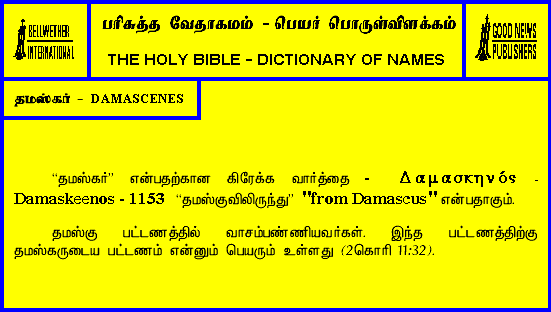 BELLWETHER
INTERNATIONAL
பரிசுத்த வேதாகமம் - பெயர் பொருள்விளக்கம்
THE HOLY BIBLE - DICTIONARY OF NAMES
GOOD NEWS
PUBLISHERS
தமஸ்கர் - DAMASCENES
“தமஸ்கர்” என்பதற்கான கிரேக்க வார்த்தை - Δαμασκηνός -
Damaskeenos - 1153 “தமஸ்குவிலிருந்து” "from Damascus" என்பதாகும்.
தமஸ்கு பட்டணத்தில் வாசம்பண்ணியவர்கள். இந்த பட்டணத்திற்கு
தமஸ்கருடைய பட்டணம் என்னும் பெயரும் உள்ளது (2கொரி 11:32).